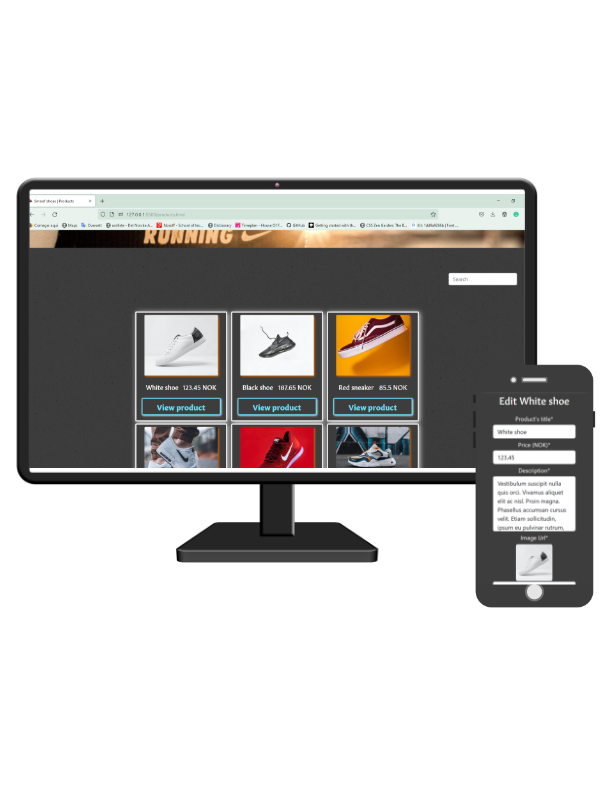 Products
127.0.0.1
GitHub
RUNNING
Search
White shoe 123.45 NOK
Black shoe 187.65 NOK
Red sneaker 85.5 NOK
View product
View product
View product
Edit White shoe
Product's title*
White shoe
Price (NOK)*
123.45
Description*
Vestibulum suscipit nulla
quis orci. Vivamus aliquet
elit ac nisl. Proin magna.
Phasellus accumsan cursus
velit. Etiam sollicitudin,
ipsum eu pulvinar rutrum,
Image Url*